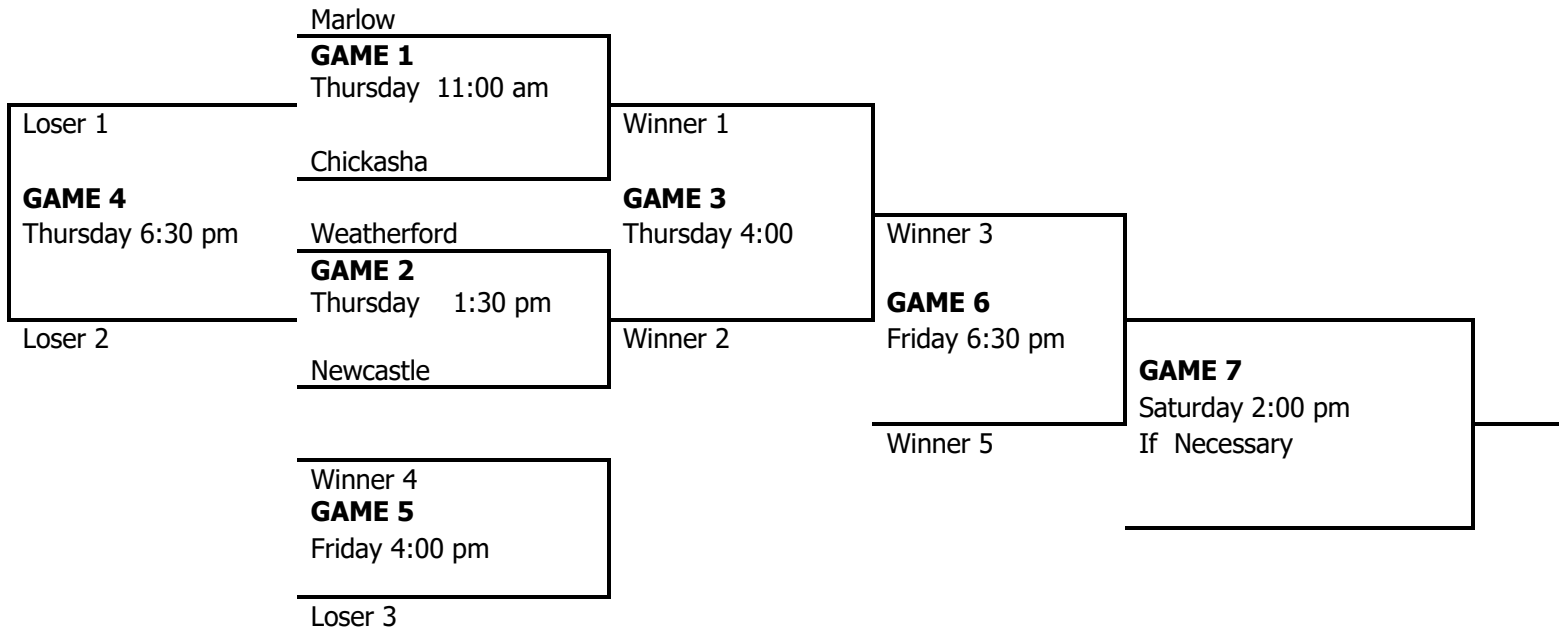 Marlow
GAME 1
Thursday 11:00 am
Loser 1
Winner 1
Chickasha
GAME 4
GAME 3
Thursday 6:30 pm
Weatherford
Thursday 4:00
Winner 3
GAME 2
Thursday 1:30 pm
GAME 6
Loser 2
Winner 2
Friday 6:30 pm
Newcastle
GAME 7
Saturday 2:00 pm
Winner 5
If Necessary
Winner 4
GAME 5
Friday 4:00 pm
Loser 3